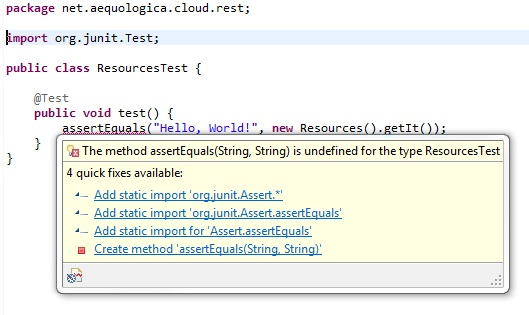 package net.aequologica.cloud.rest;
import org.junit.Test;
public class ResourcesTest {
@Test
public void test() {
assertEquals("Hello, World!", new Resources().getIt());
}
}
The method assertEquals(String, String) is undefined for the type ResourcesTest
4 quick fixes available:
Add static import 'org.junit.Assert.*'
Add static import 'org.junit.Assert.assertEquals'
Add static import for 'Assert.assertEquals'
Create method 'assertEquals(String, String)'